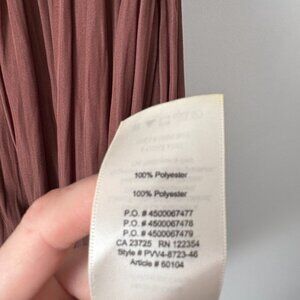 100% Polyester
100% Polyester
P.O. # 4500067477
P.O. # 4500067478
P.O. # 4500067479
CA 23725 RN 122354
Style # PVV4-8723-46
Article # 60104